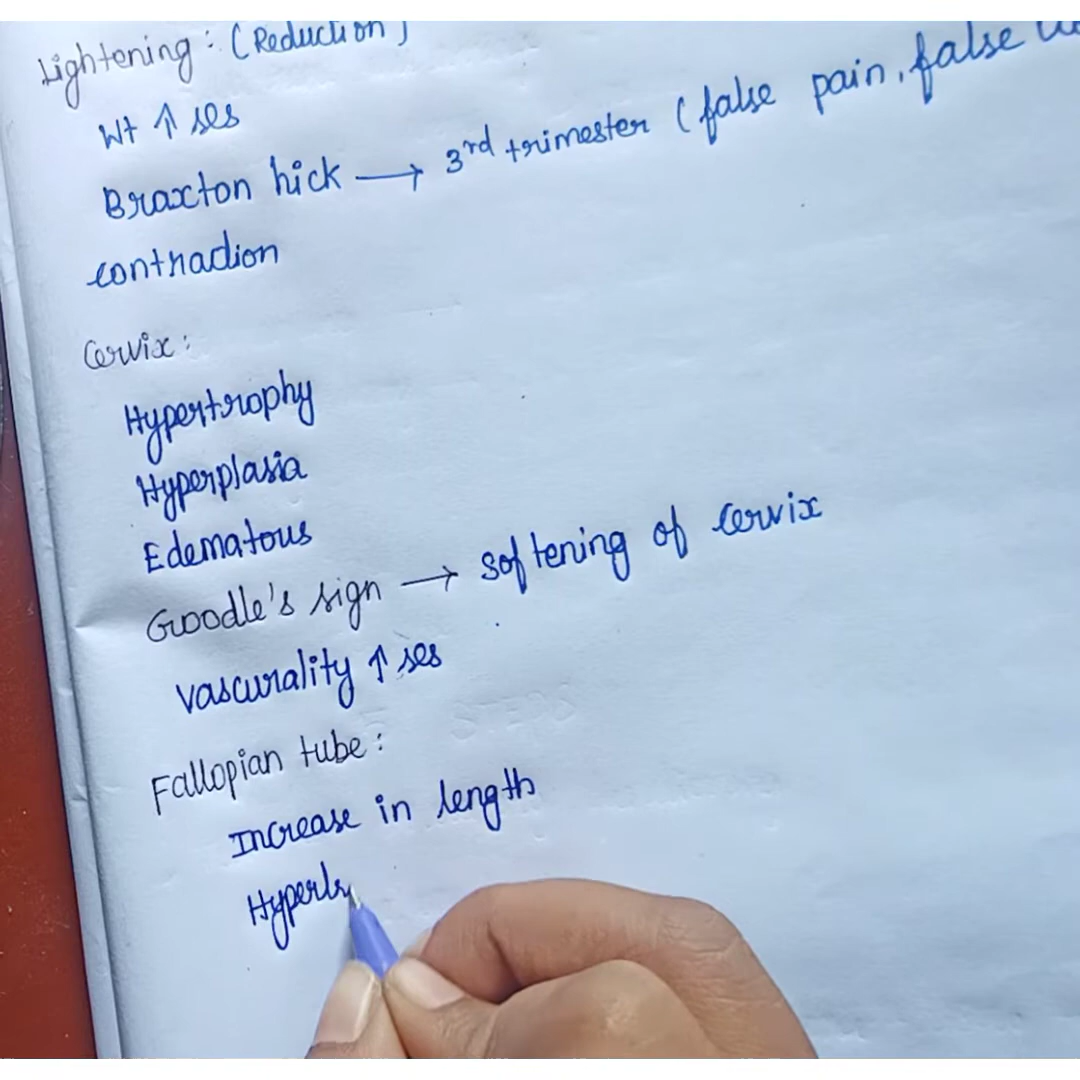 Lightening : (Reduction)
Wt ↑ ses
Braxton hick → 3rd trimester (false pain, false
contraction
Cervix :
Hypertrophy
Hyperplasia
Edematous
Goodle's sign → softening of cervix
vascurality ↑ ses
Fallopian tube :
Increase in length